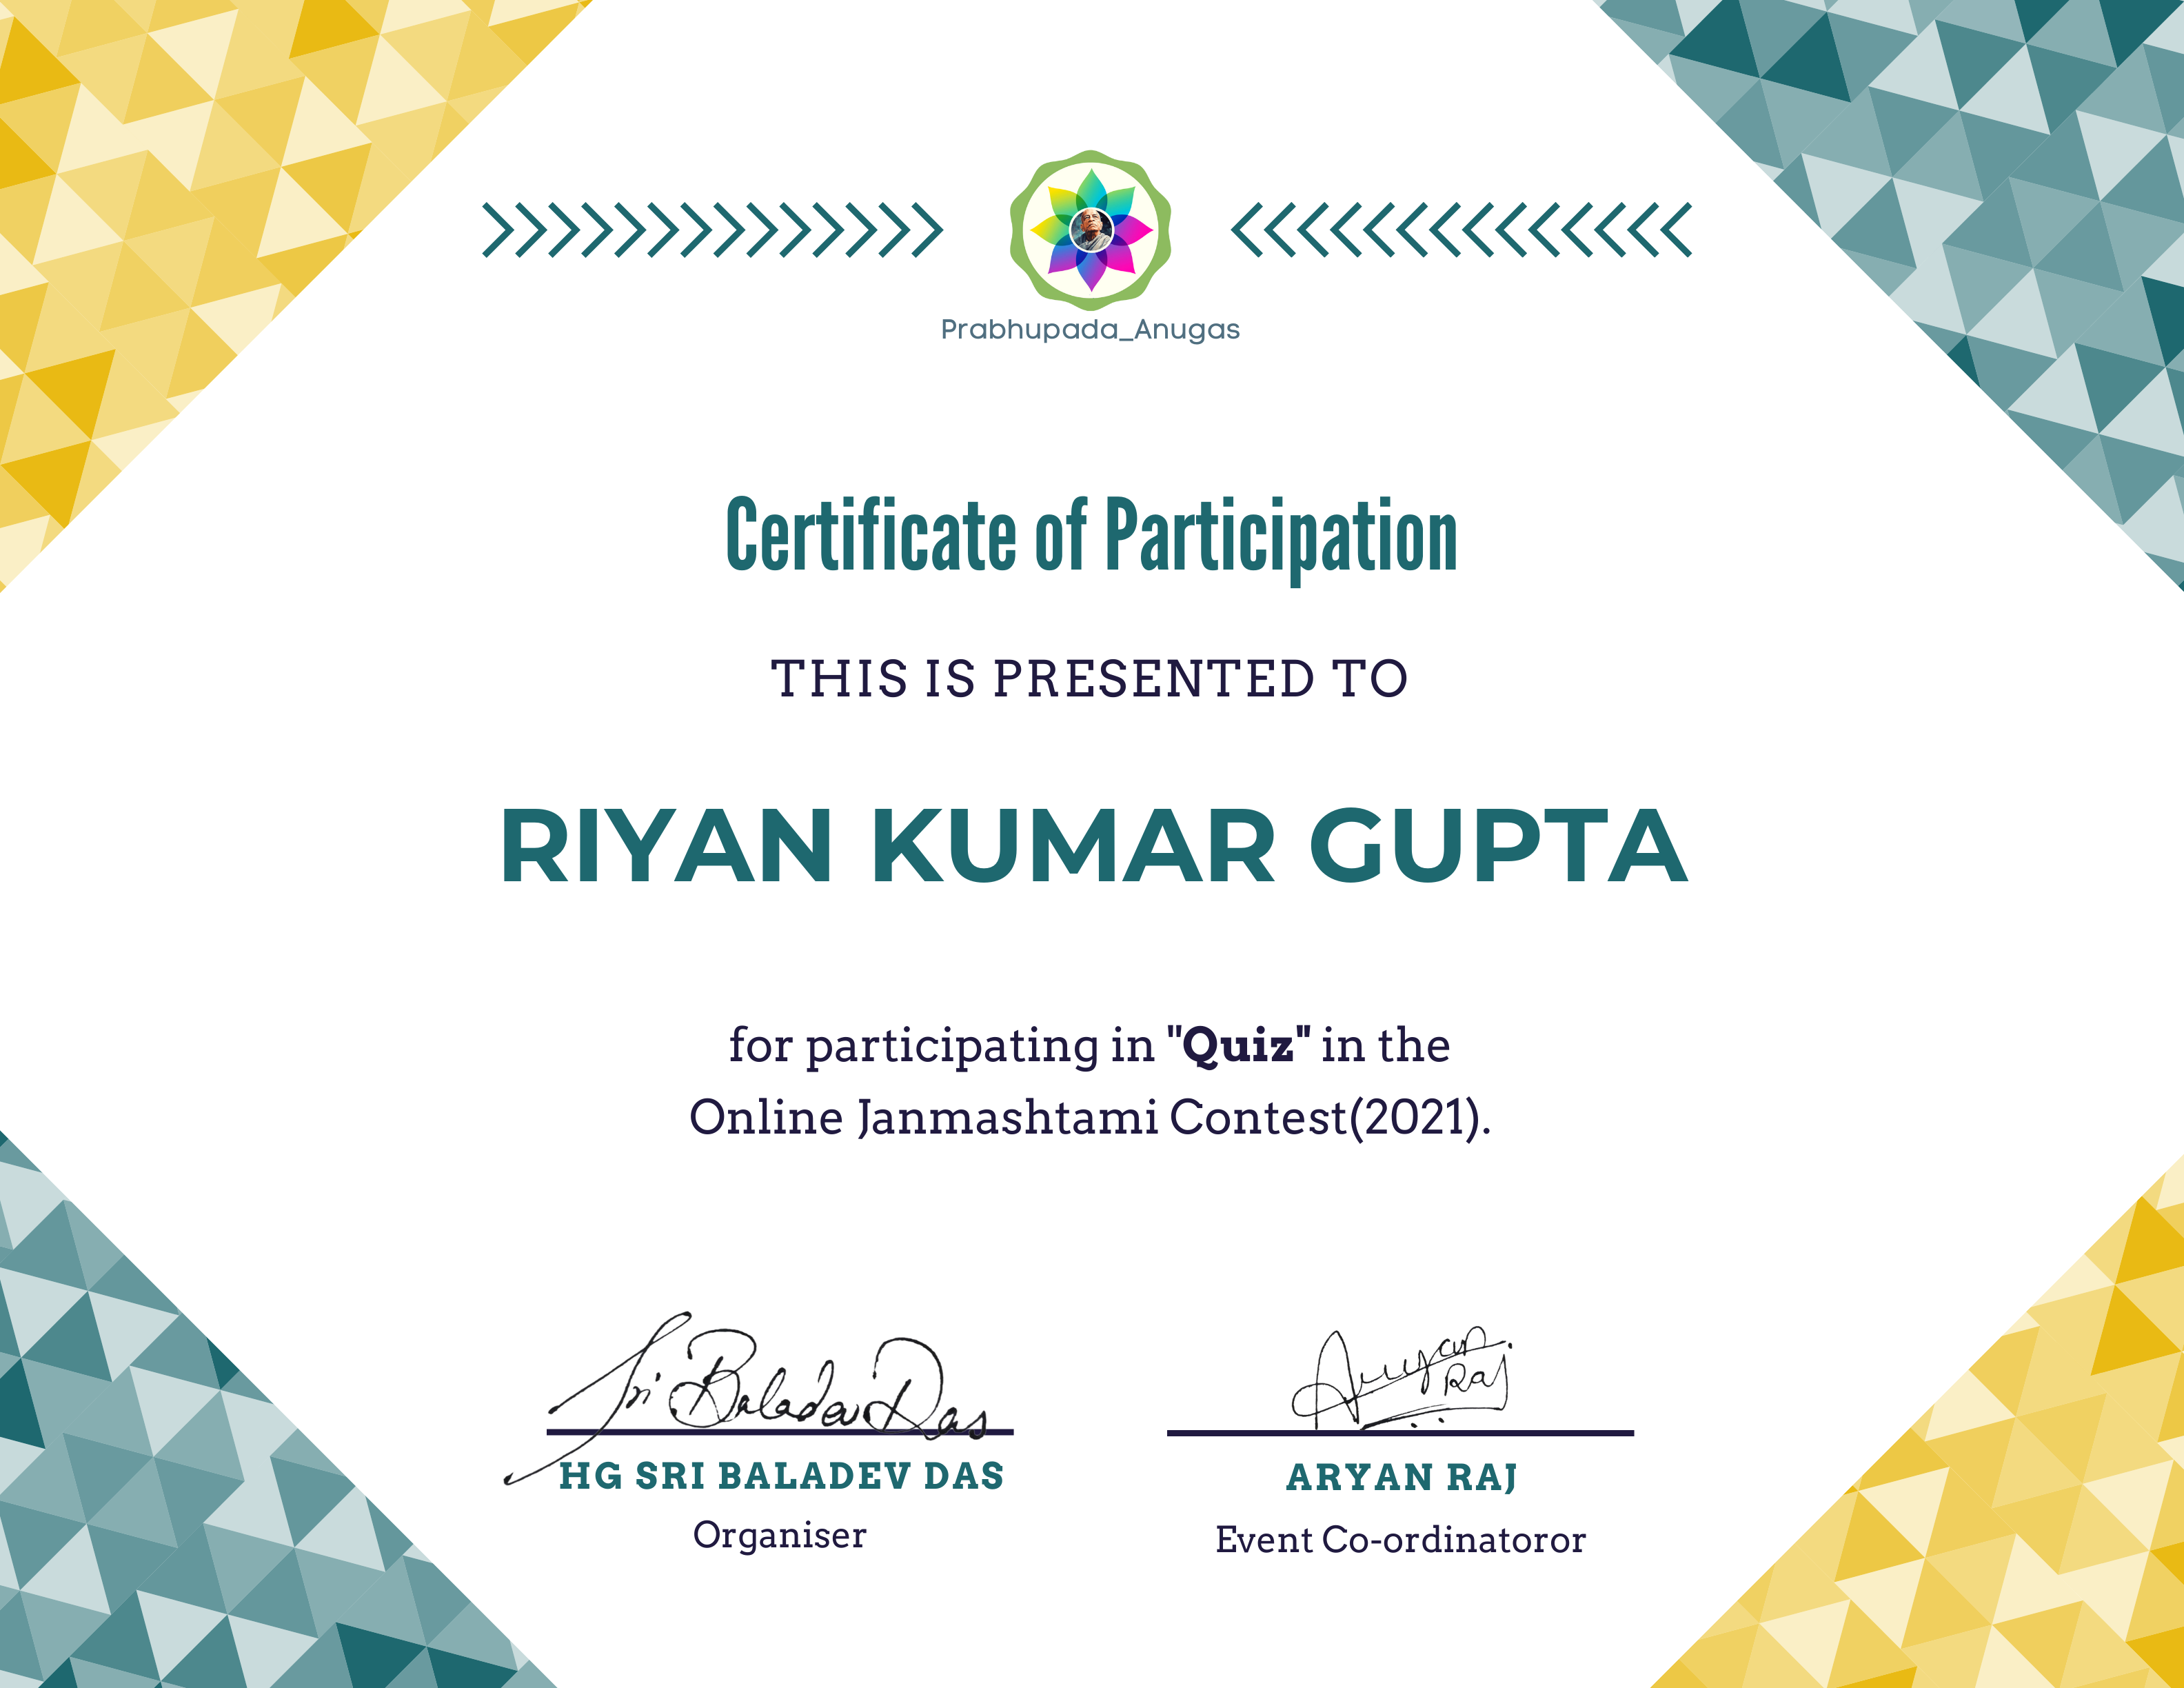 Prabhupada_Anugas
Certificate of Participation
THIS IS PRESENTED TO
RIYAN KUMAR GUPTA
for participating in "Quiz" in the
Online Janmashtami Contest(2021).
Sri Baladev Das
Aryan
Raj
HG SRI BALADEV DAS
ARYAN RAJ
Organiser
Event Co-ordinatoror